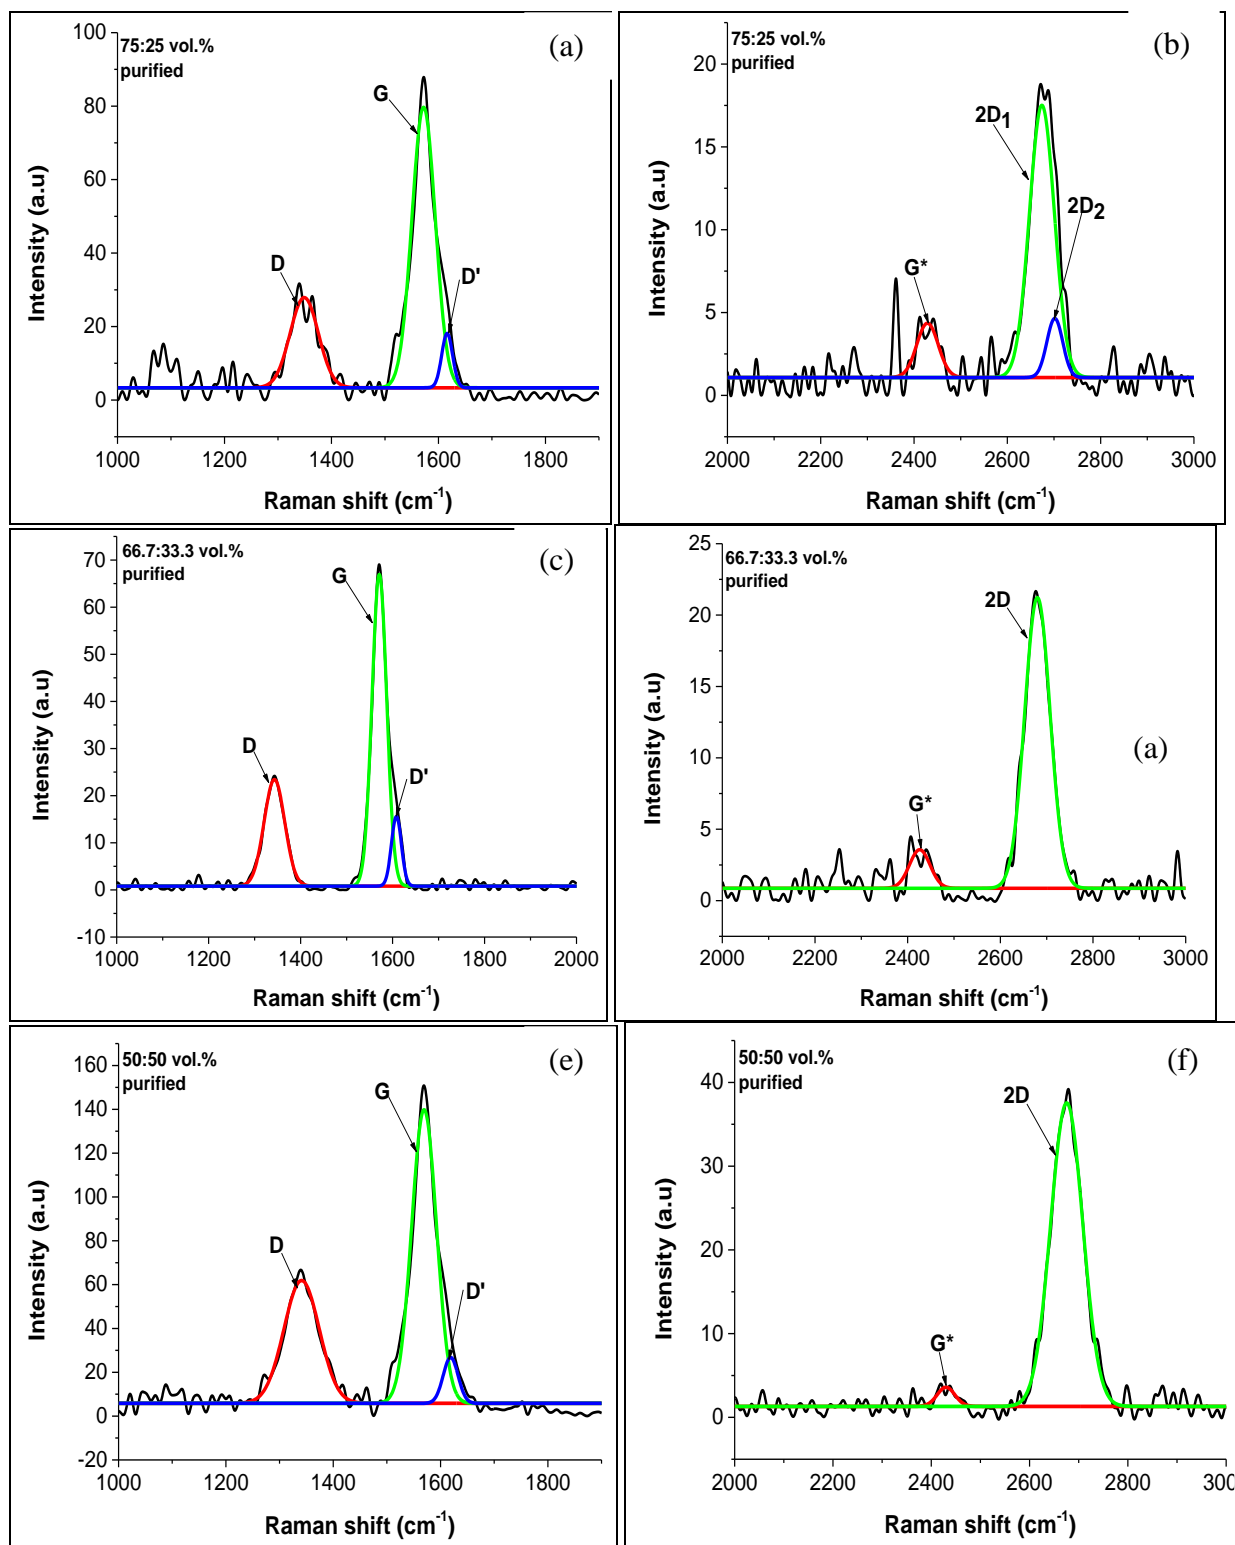 75:25 vol.%
purified
(a)
G
D
D'
100
80
60
40
20
0
1000 1200 1400 1600 1800
Intensity (a.u)
Raman shift (cm-1)
75:25 vol.%
purified
(b)
2D1
2D2
G*
20
15
10
5
0
2000 2200 2400 2600 2800 3000
Intensity (a.u)
Raman shift (cm-1)
66.7:33.3 vol.%
purified
(c)
G
D
D'
70
60
50
40
30
20
10
0
-10
1000 1200 1400 1600 1800 2000
Intensity (a.u)
Raman shift (cm-1)
66.7:33.3 vol.%
purified
2D
(a)
G*
25
20
15
10
5
0
2000 2200 2400 2600 2800 3000
Intensity (a.u)
Raman shift (cm-1)
50:50 vol.%
purified
(e)
G
D
D'
160
140
120
100
80
60
40
20
0
-20
1000 1200 1400 1600 1800
Intensity (a.u)
Raman shift (cm-1)
50:50 vol.%
purified
(f)
2D
G*
40
30
20
10
0
2000 2200 2400 2600 2800 3000
Intensity (a.u)
Raman shift (cm-1)